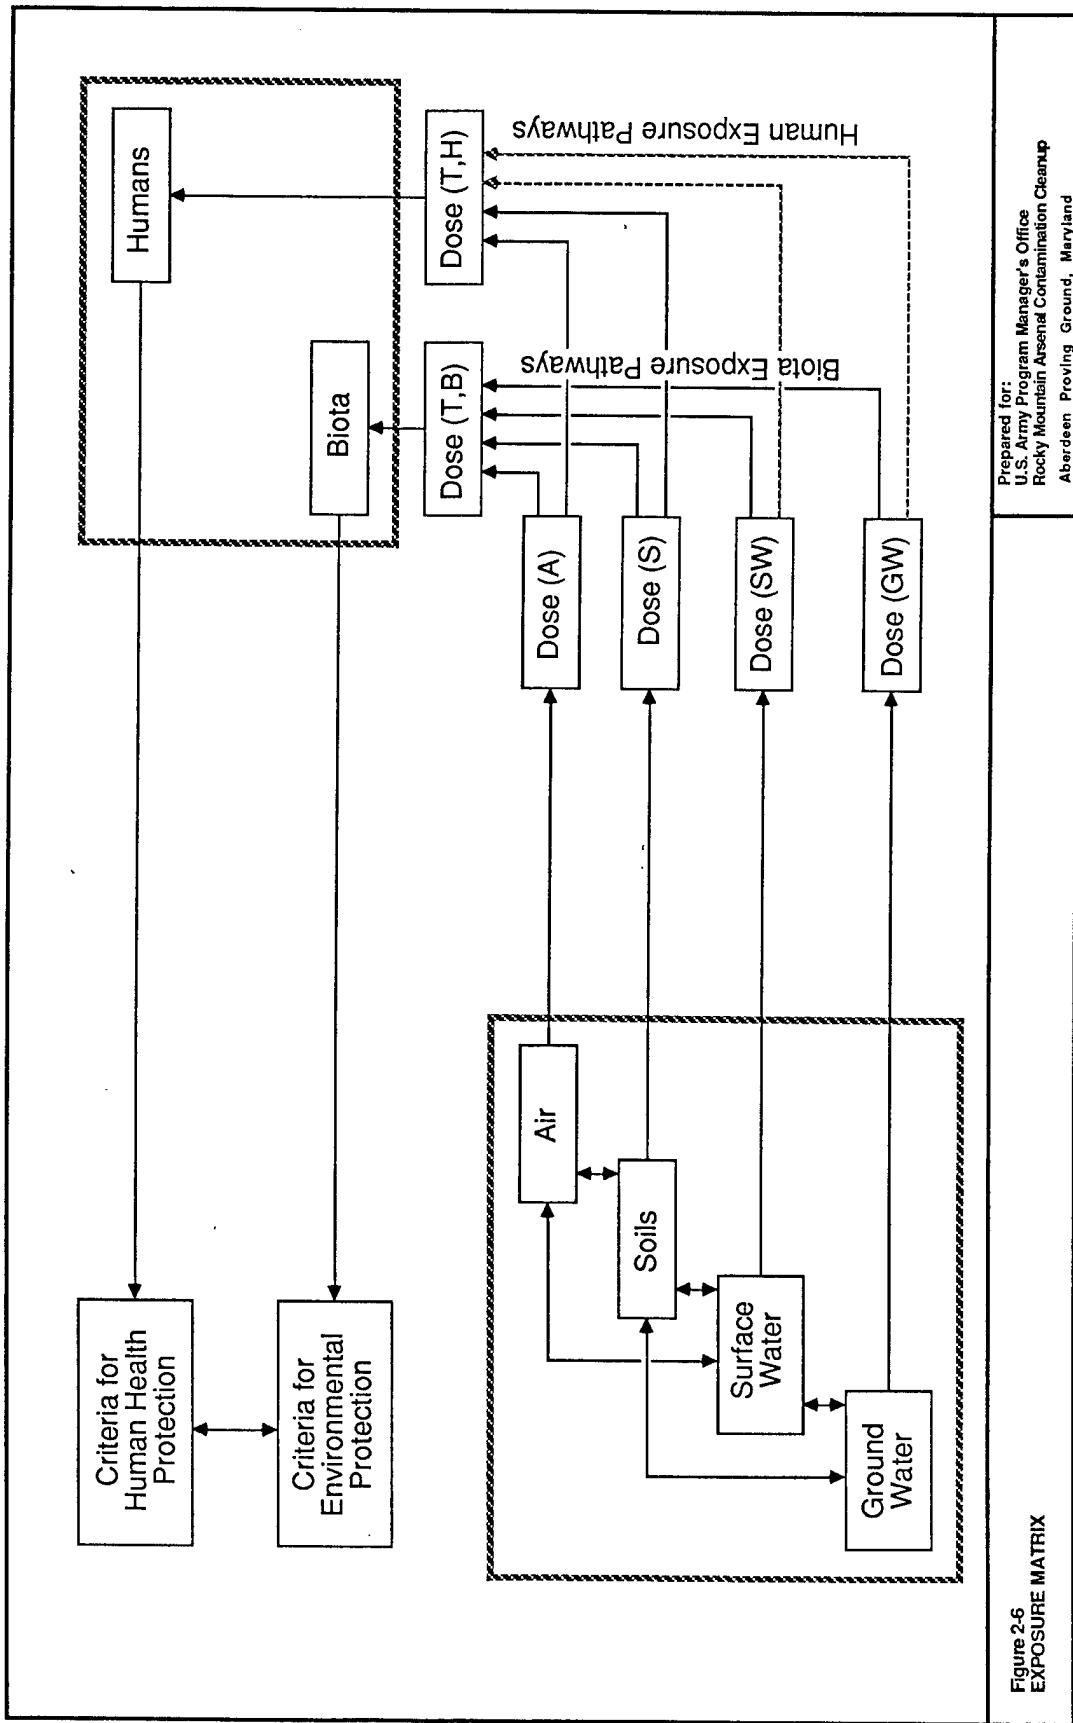 Criteria for
Human Health
Protection
Humans
Criteria for
Environmental
Protection
Biota
Dose (T,B)
Dose (T,H)
Air
Dose (A)
Soils
Dose (S)
Surface
Water
Dose (SW)
Ground
Water
Dose (GW)
Biota Exposure Pathways
Human Exposure Pathways
Figure 2-6
EXPOSURE MATRIX
Prepared for:
U.S. Army Program Manager's Office
Rocky Mountain Arsenal Contamination Cleanup
Aberdeen Proving Ground, Maryland